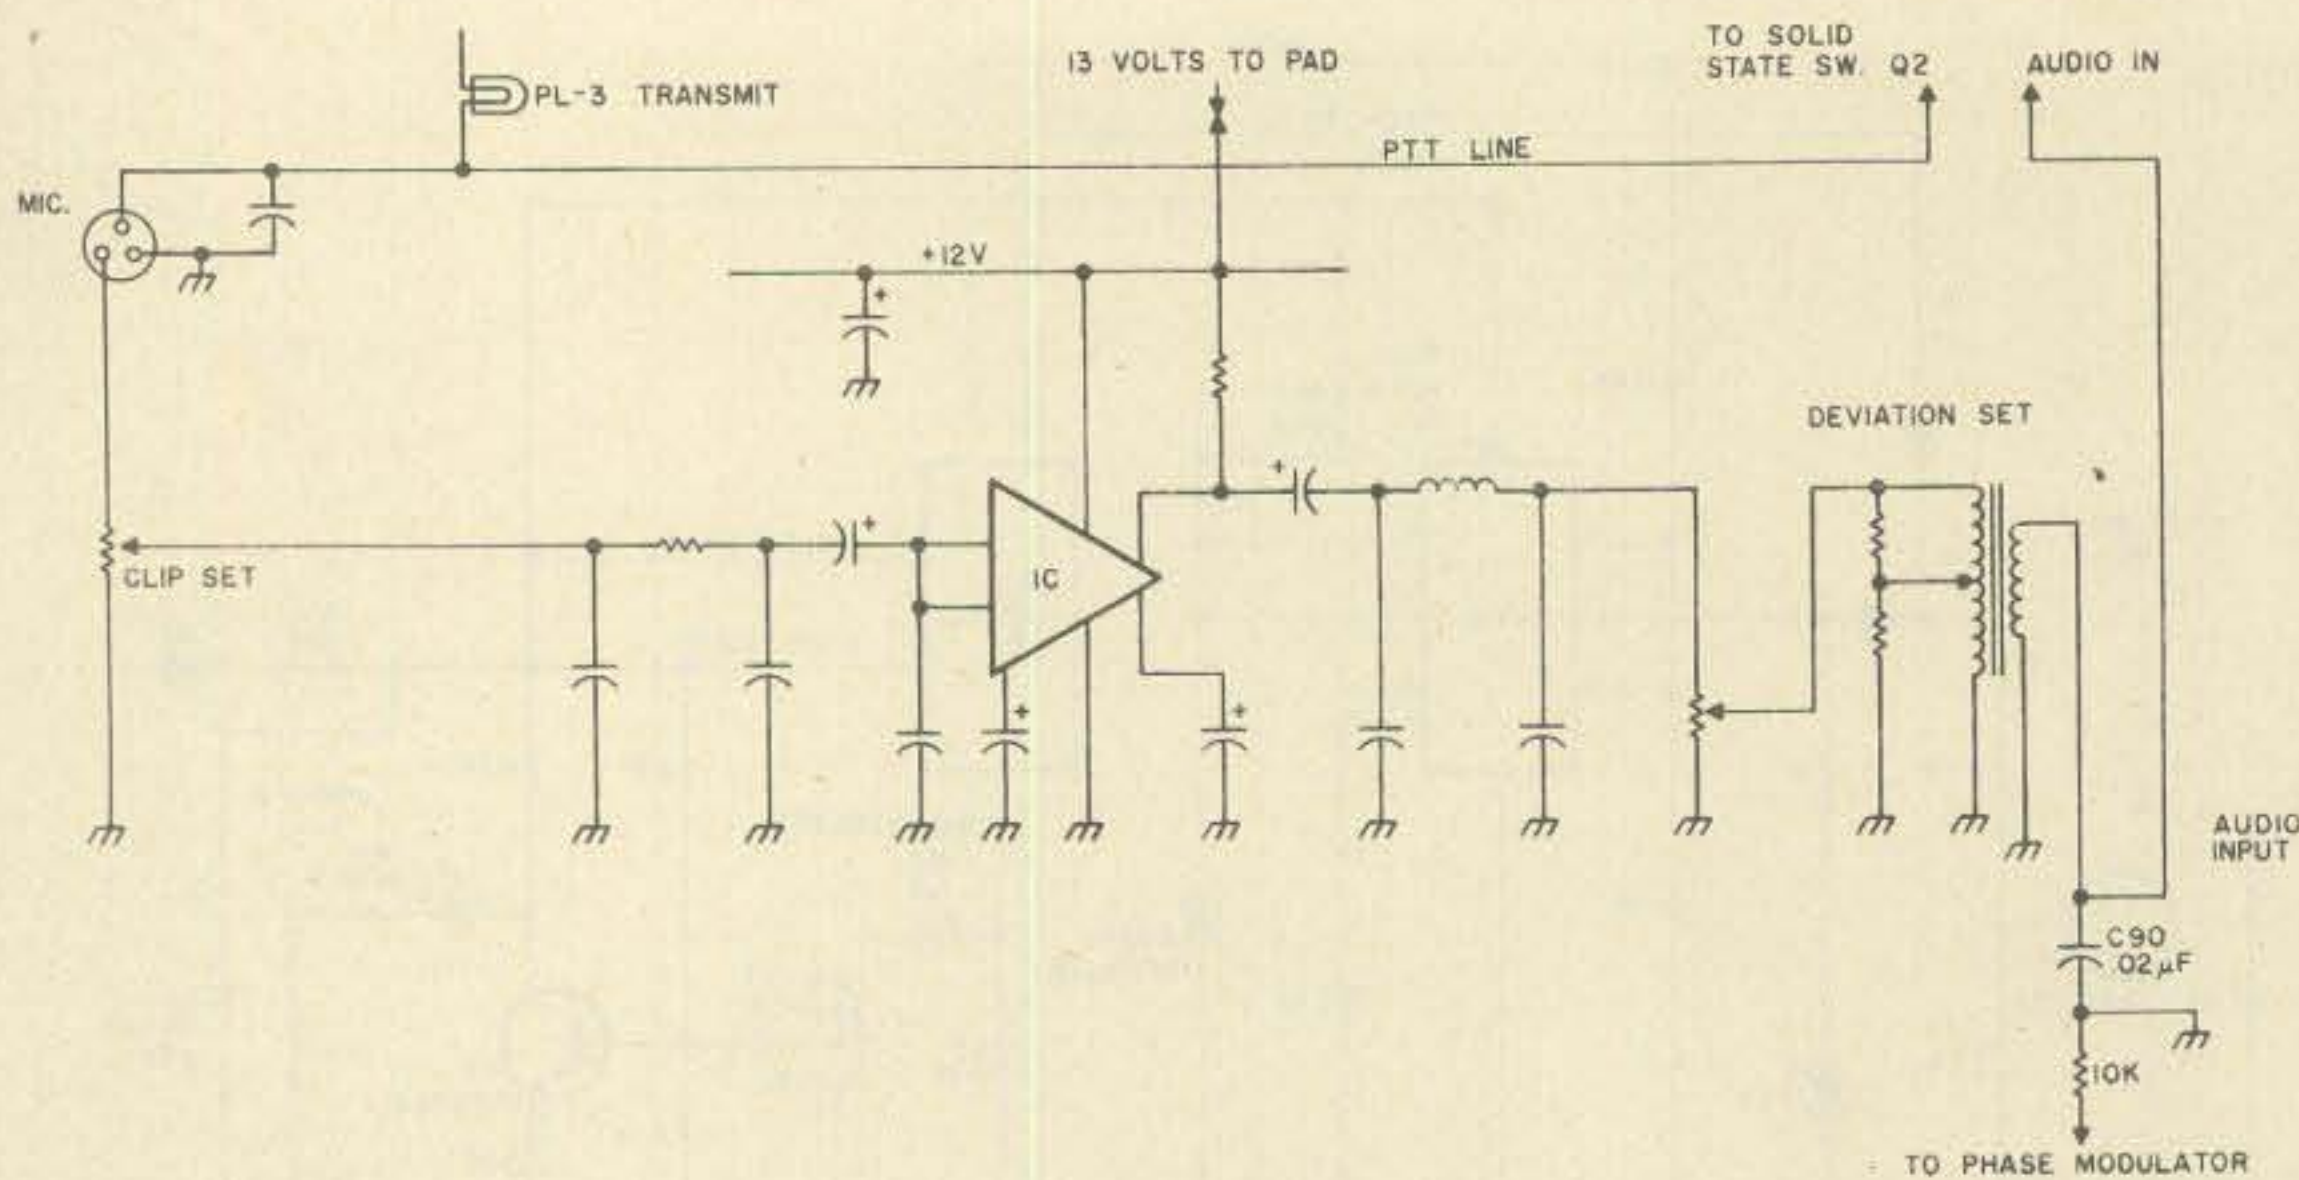 TO SOLID
STATE SW. Q2
AUDIO IN
13 VOLTS TO PAD
PL-3 TRANSMIT
PTT LINE
MIC.
+12V
+
DEVIATION SET
+
+
CLIP SET
IC
+
+
AUDIO
INPUT
C90
.02µF
10K
TO PHASE MODULATOR